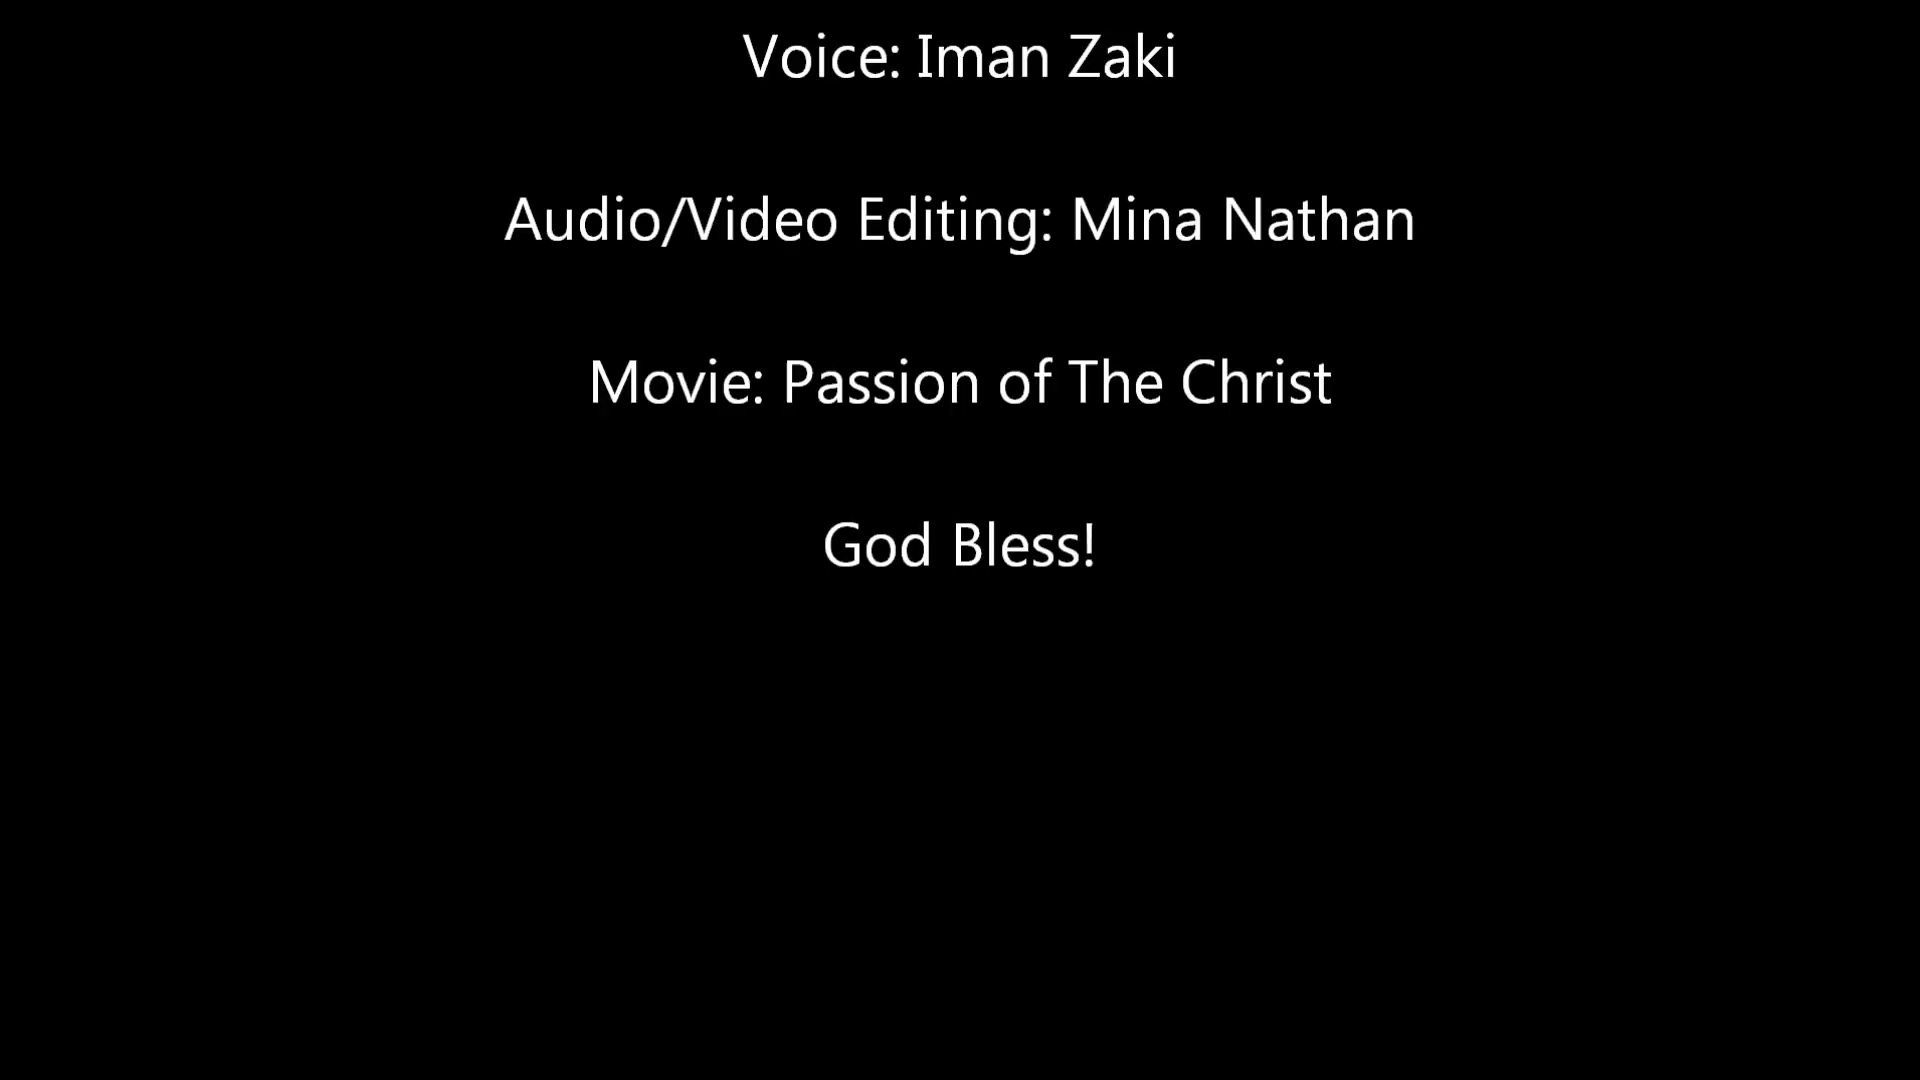 Voice: Iman Zaki
Audio/Video Editing: Mina Nathan
Movie: Passion of The Christ
God Bless!